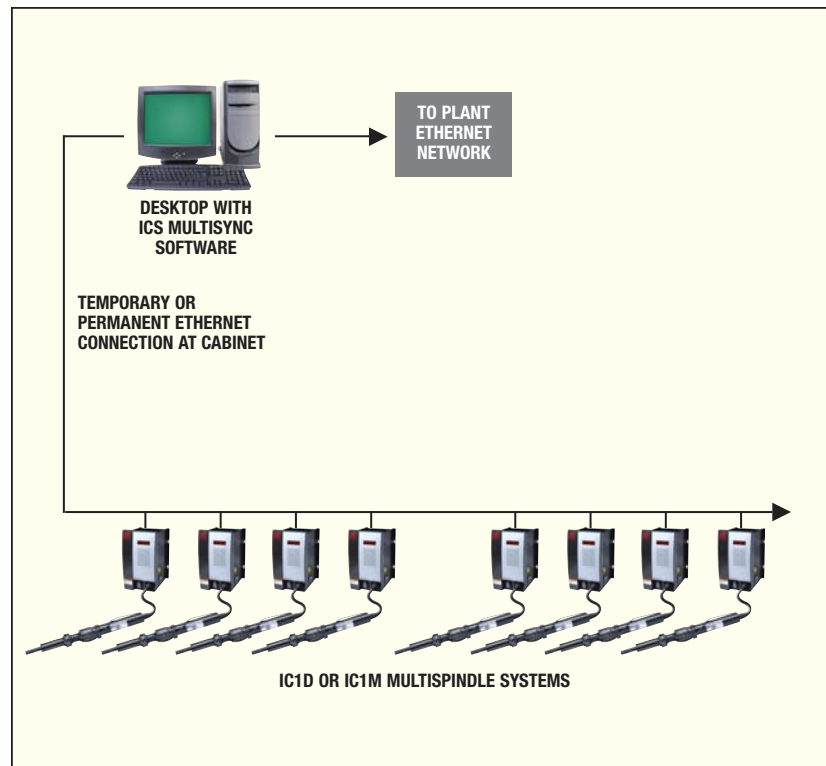 TO PLANT
ETHERNET
NETWORK
DESKTOP WITH
ICS MULTISYNC
SOFTWARE
TEMPORARY OR
PERMANENT ETHERNET
CONNECTION AT CABINET
IC1D OR IC1M MULTISPINDLE SYSTEMS